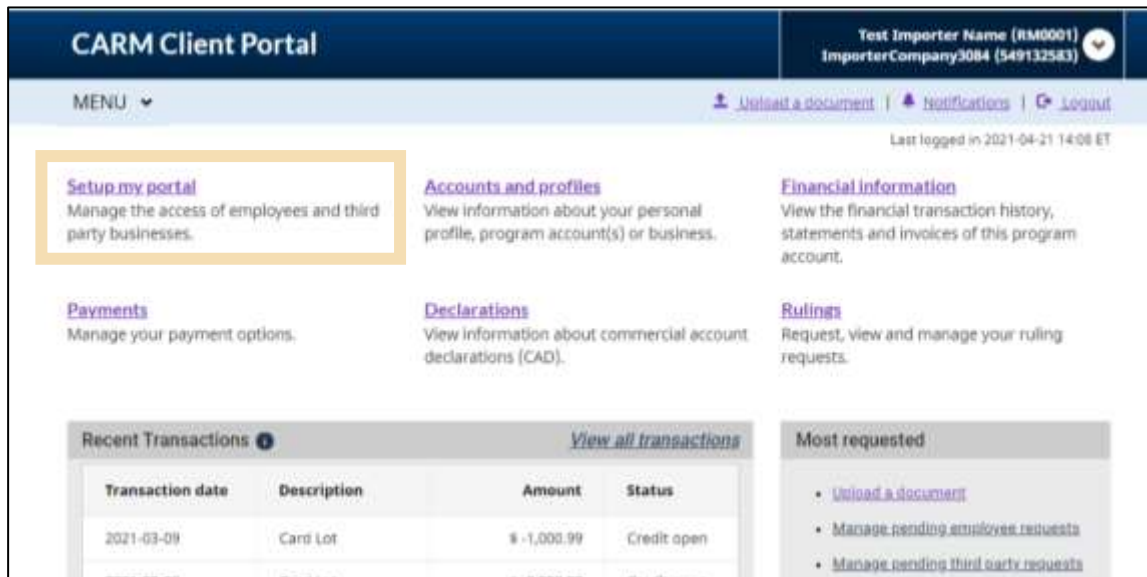 CARM Client Portal
Test Importer Name (RM0001)
ImporterCompany3084 (549132583)
MENU
Upload a document | Notifications | Logout
Last logged in 2021-04-21 14:08 ET
Setup my portal
Manage the access of employees and third
party businesses.
Accounts and profiles
View information about your personal
profile, program account(s) or business.
Financial information
View the financial transaction history,
statements and invoices of this program
account.
Payments
Manage your payment options.
Declarations
View information about commercial account
declarations (CAD).
Rulings
Request, view and manage your ruling
requests.
Recent Transactions View all transactions
Transaction date Description Amount Status
2021-03-09 Card Lot $ -1,000.99 Credit open
Most requested
Upload a document
Manage pending employee requests
Manage pending third party requests